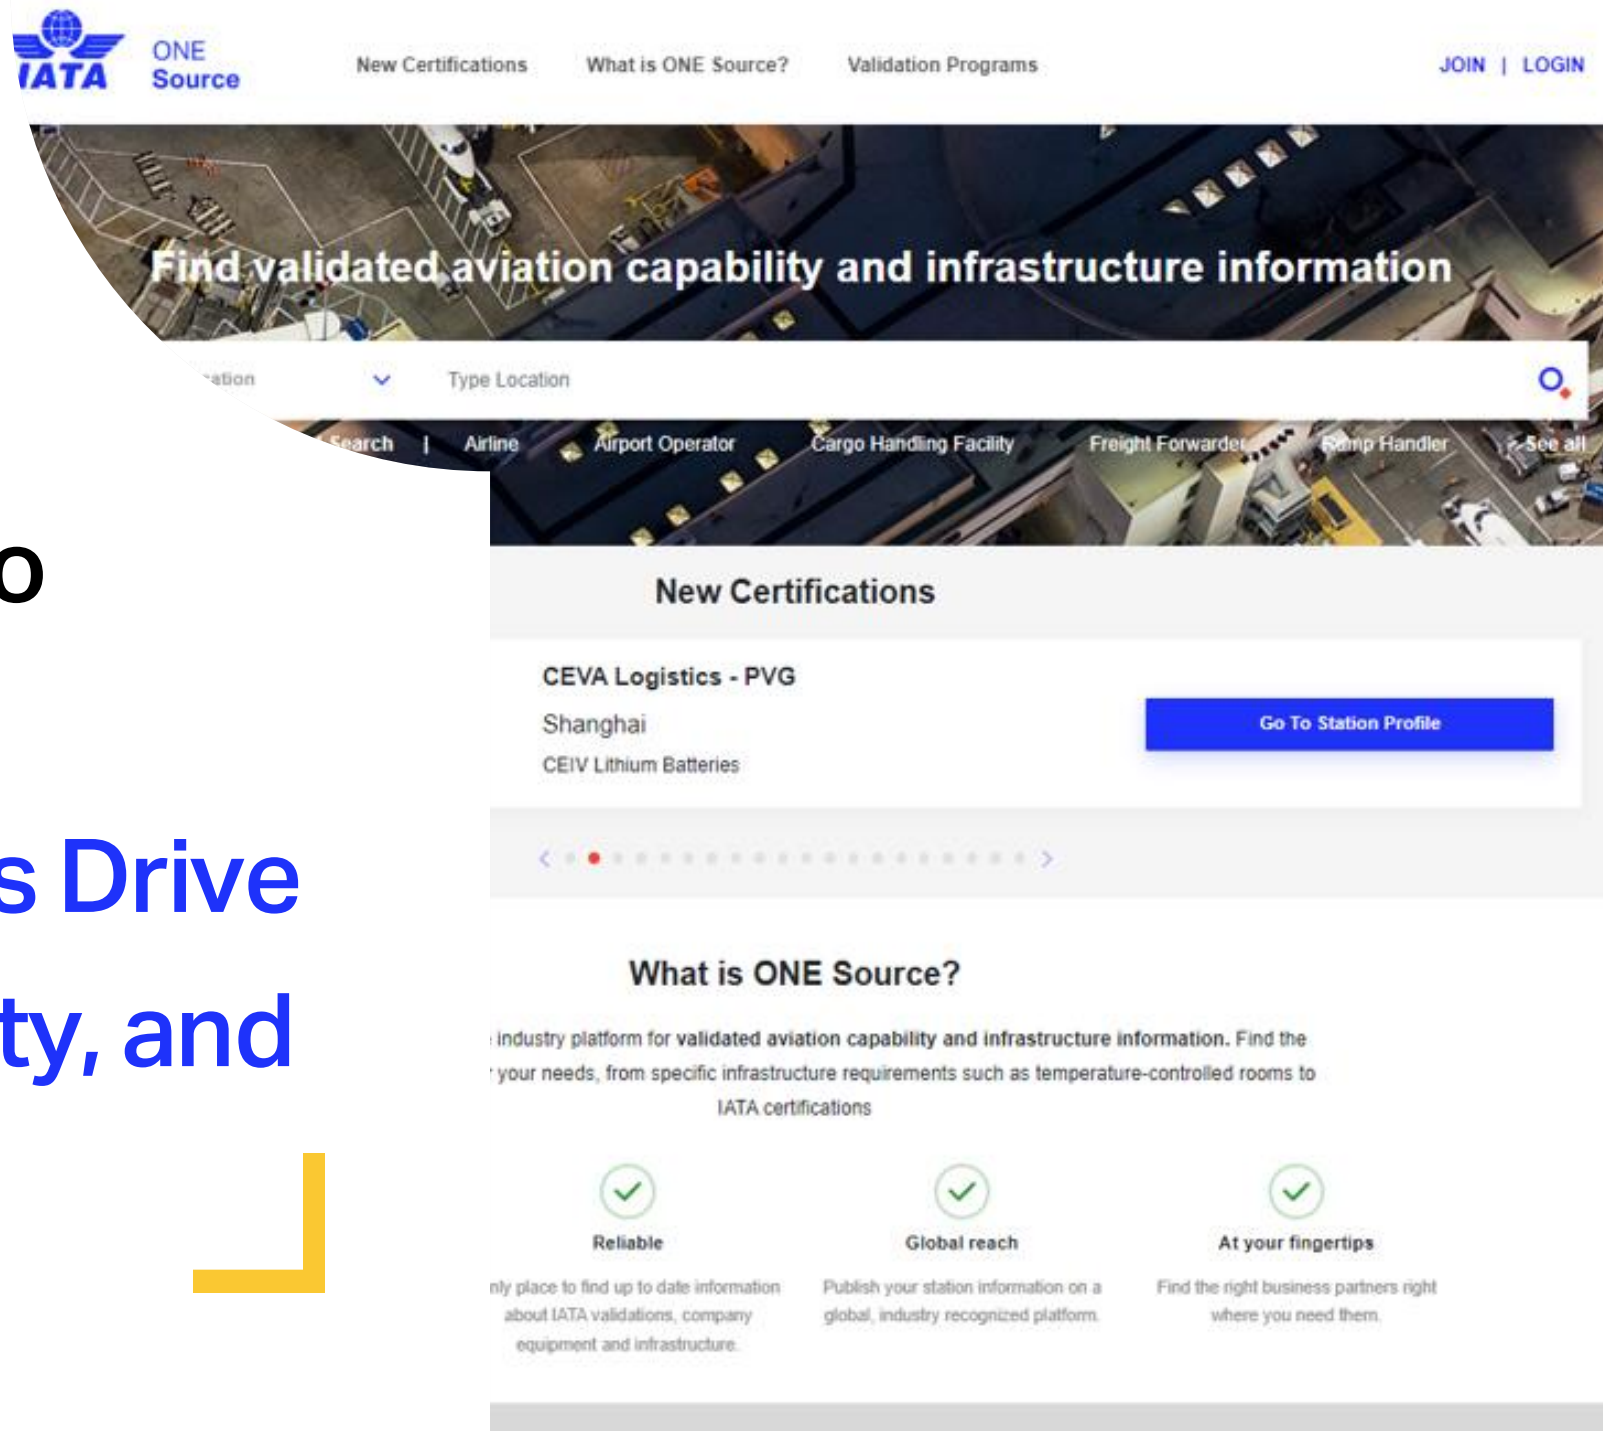 IATA
ONE
Source
New Certifications
What is ONE Source?
Validation Programs
JOIN | LOGIN
Find validated aviation capability and infrastructure information
Type Location
Search | Airline Airport Operator Cargo Handling Facility Freight Forwarder Ramp Handler See all
o
New Certifications
CEVA Logistics - PVG
Shanghai
CEIV Lithium Batteries
Go To Station Profile
s Drive
ty, and
What is ONE Source?
industry platform for validated aviation capability and infrastructure information. Find the
your needs, from specific infrastructure requirements such as temperature-controlled rooms to
IATA certifications
Reliable
nly place to find up to date information
about IATA validations, company
equipment and infrastructure.
Global reach
Publish your station information on a
global, industry recognized platform.
At your fingertips
Find the right business partners right
where you need them.